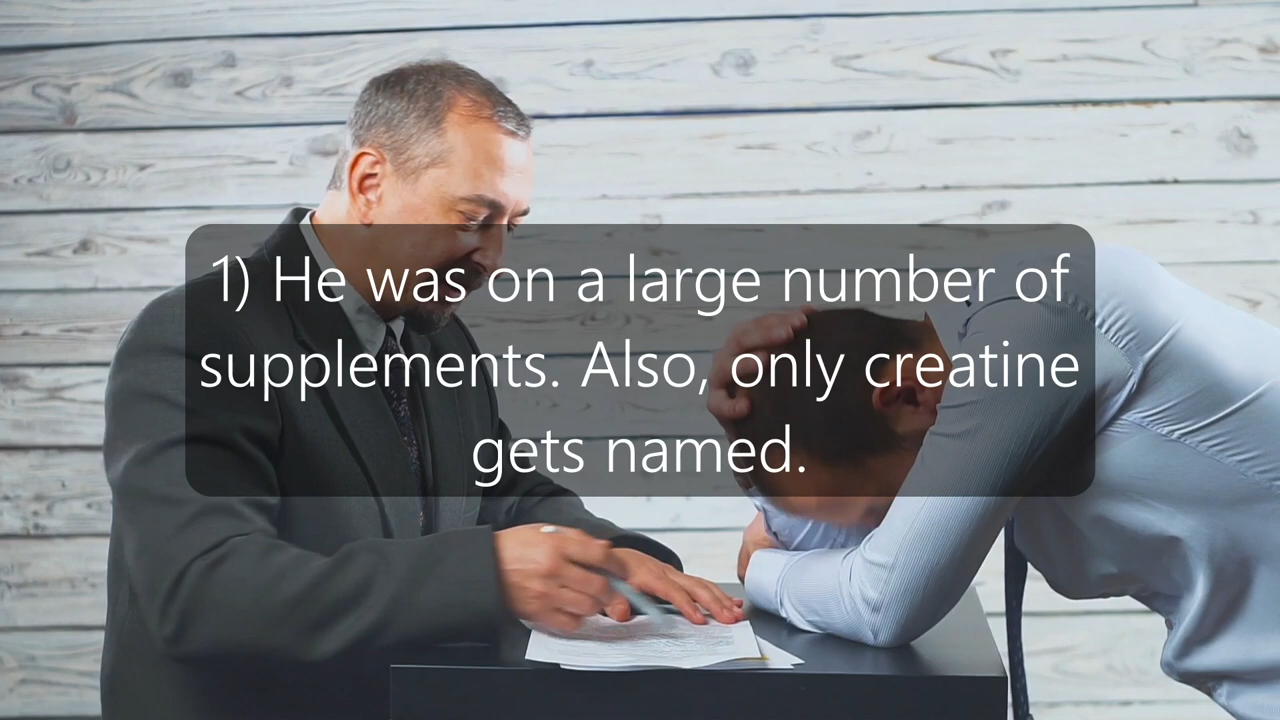 1) He was on a large number of
supplements. Also, only creatine
gets named.